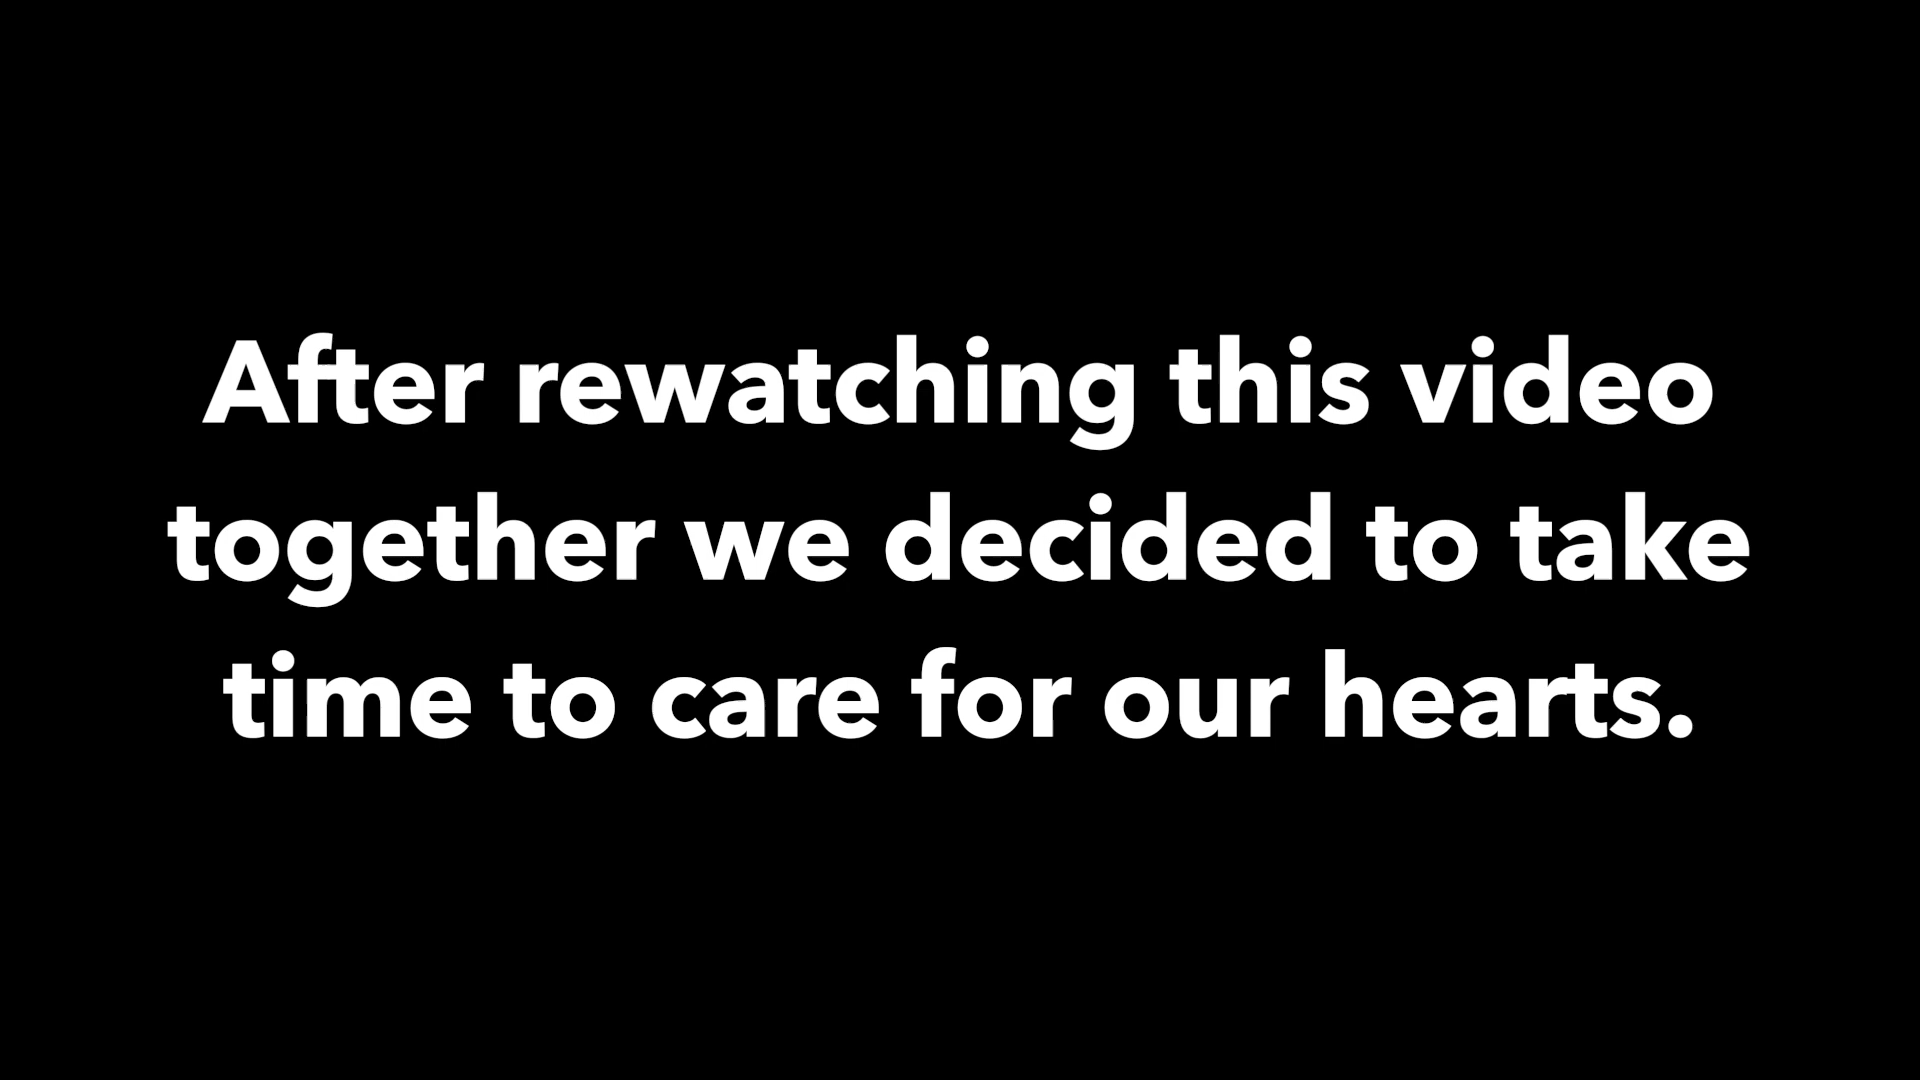 After rewatching this video
together we decided to take
time to care for our hearts.